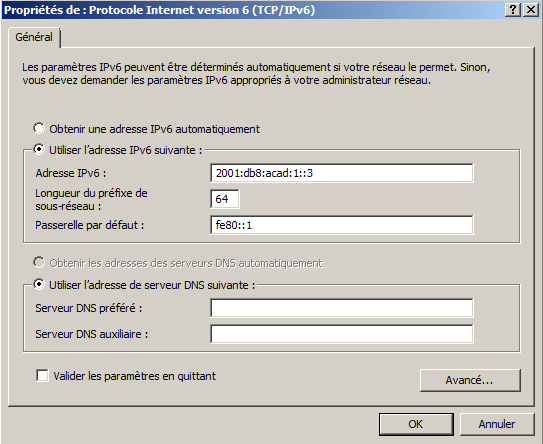 Propriétés de : Protocole Internet version 6 (TCP/IPv6)
Général
Les paramètres IPv6 peuvent être déterminés automatiquement si votre réseau le permet. Sinon,
vous devez demander les paramètres IPv6 appropriés à votre administrateur réseau.
Obtenir une adresse IPv6 automatiquement
Utiliser l'adresse IPv6 suivante :
Adresse IPv6 : 2001:db8:acad:1::3
Longueur du préfixe de
sous-réseau : 64
Passerelle par défaut : fe80::1
Obtenir les adresses des serveurs DNS automatiquement
Utiliser l'adresse de serveur DNS suivante :
Serveur DNS préféré :
Serveur DNS auxiliaire :
Valider les paramètres en quittant
Avancé...
OK Annuler